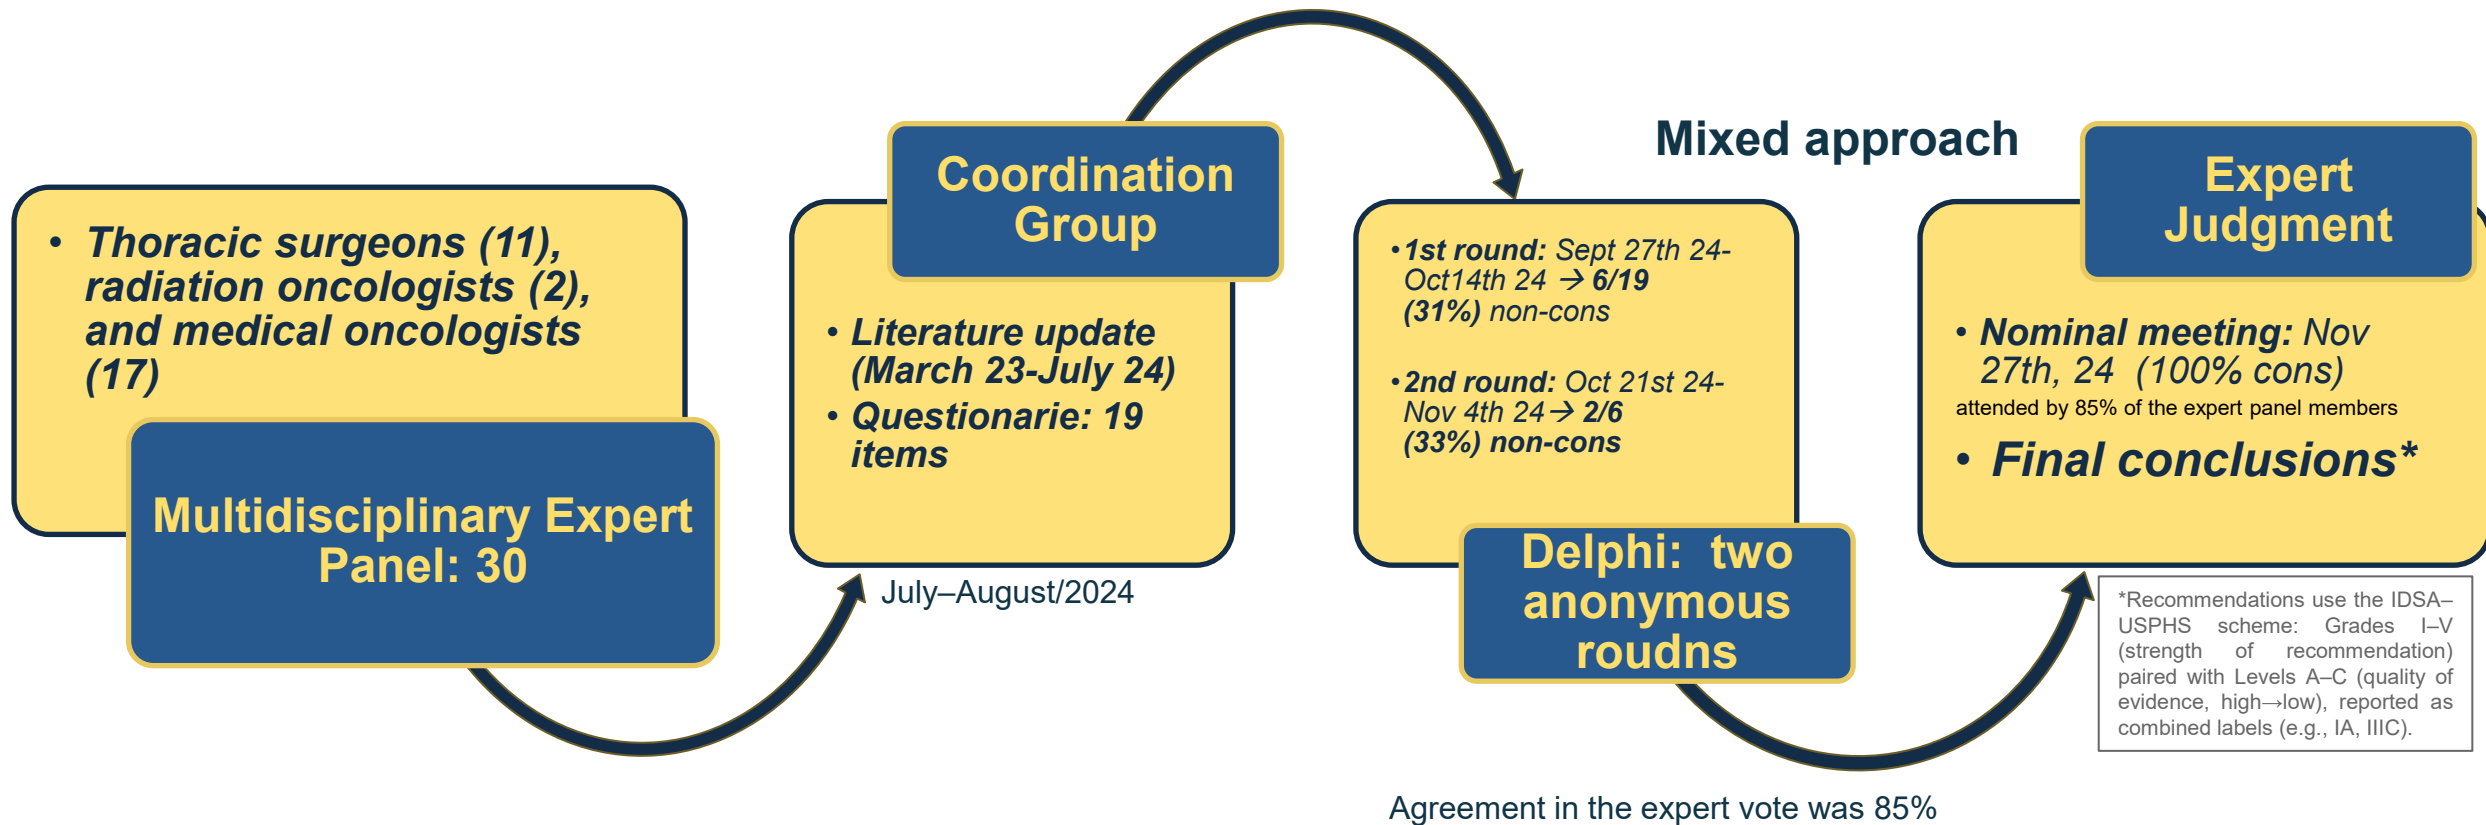 • Thoracic surgeons (11),
radiation oncologists (2),
and medical oncologists
(17)
Multidisciplinary Expert
Panel: 30
Coordination
Group
• Literature update
(March 23-July 24)
• Questionarie: 19
items
July–August/2024
Mixed approach
• 1st round: Sept 27th 24-
Oct14th 24 → 6/19
(31%) non-cons
• 2nd round: Oct 21st 24-
Nov 4th 24→ 2/6
(33%) non-cons
Delphi: two
anonymous
roudns
Agreement in the expert vote was 85%
Expert
Judgment
• Nominal meeting: Nov
27th, 24 (100% cons)
attended by 85% of the expert panel members
• Final conclusions*
*Recommendations use the IDSA–
USPHS scheme: Grades I–V
(strength of recommendation)
paired with Levels A–C (quality of
evidence, high→low), reported as
combined labels (e.g., IA, IIIC).